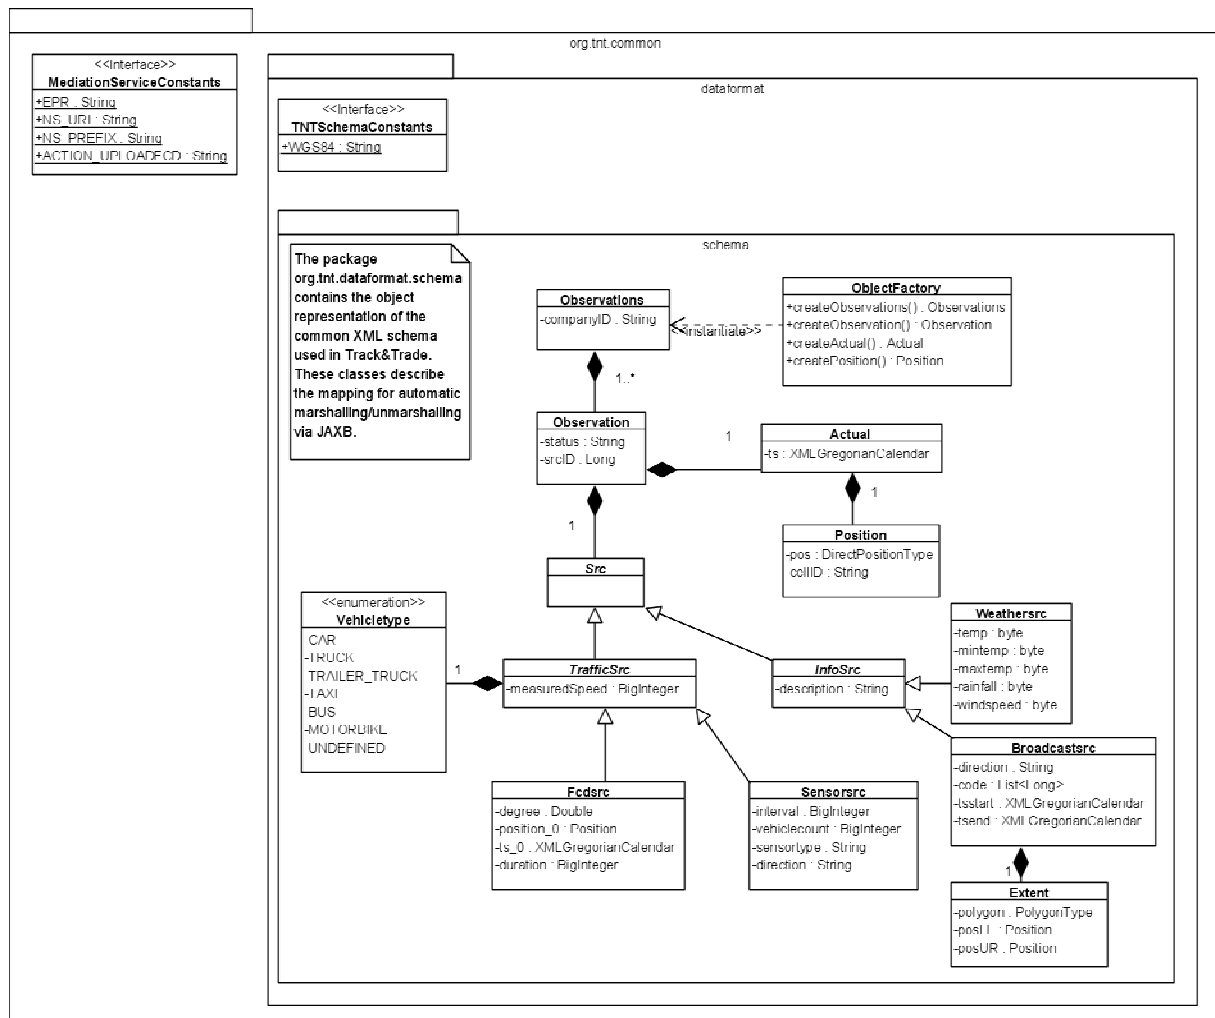 org.tnt.common
<<Interface>>
MediationServiceConstants
+EPR : String
+NS_URI : String
+NS_PREFIX : String
+ACTION_UPLOADFCD : String
dataformat
<<Interface>>
TNTSchemaConstants
+WGS84 : String
schema
The package
org.tnt.dataformat.schema
contains the object
representation of the
common XML schema
used in Track&Trade.
These classes describe
the mapping for automatic
marshalling/unmarshalling
via JAXB.
Observations
-companyID : String
<<instantiate>>
ObjectFactory
+createObservations() : Observations
+createObservation() : Observation
+createActual() : Actual
+createPosition() : Position
1..*
Observation
-status : String
-srcID : Long
1
Actual
-ts : XMLGregorianCalendar
1
Position
-pos : DirectPositionType
cellID : String
1
Src
<<enumeration>>
Vehicletype
CAR
-TRUCK
TRAILER_TRUCK
-TAXI
BUS
-MOTORBIKE
UNDEFINED
1
TrafficSrc
-measuredSpeed : BigInteger
InfoSrc
-description : String
Weathersrc
-temp : byte
-mintemp : byte
-maxtemp : byte
-rainfall : byte
-windspeed : byte
Broadcastsrc
-direction : String
-code : List<Long>
-tsstart : XMLGregorianCalendar
-tsend : XMLGregorianCalendar
Fcdsrc
-degree : Double
-position_0 : Position
-ts_0 : XMLGregorianCalendar
-duration : BigInteger
Sensorsrc
-interval : BigInteger
-vehiclecount : BigInteger
-sensortype : String
-direction : String
1
Extent
-polygon : PolygonType
-posLL : Position
-posUR : Position